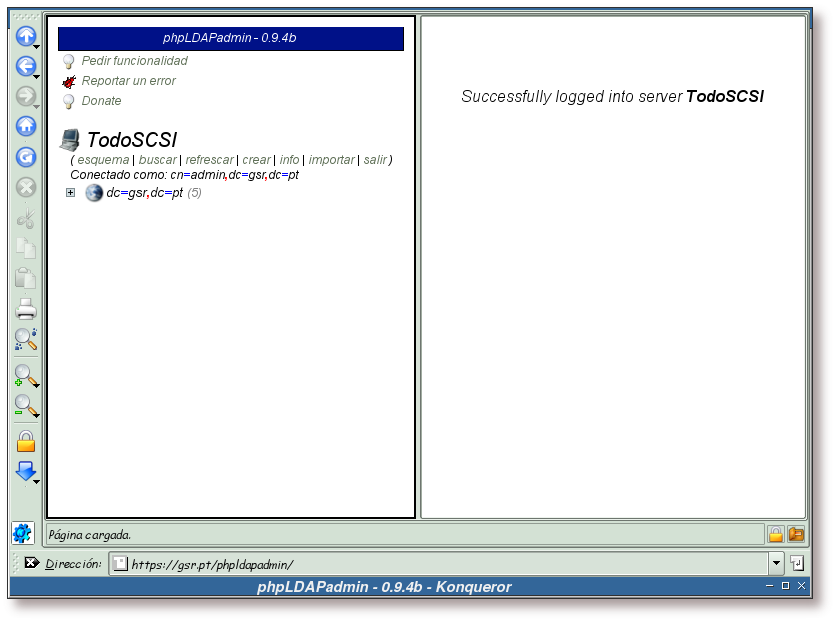 phpLDAPadmin - 0.9.4b
Pedir funcionalidad
Reportar un error
Donate
TodoSCSI
( esquema | buscar | refrescar | crear | info | importar | salir )
Conectado como: cn=admin,dc=gsr,dc=pt
dc=gsr,dc=pt (5)
Successfully logged into server TodoSCSI
Página cargada.
Dirección: https://gsr.pt/phpldapadmin/
phpLDAPadmin - 0.9.4b - Konqueror